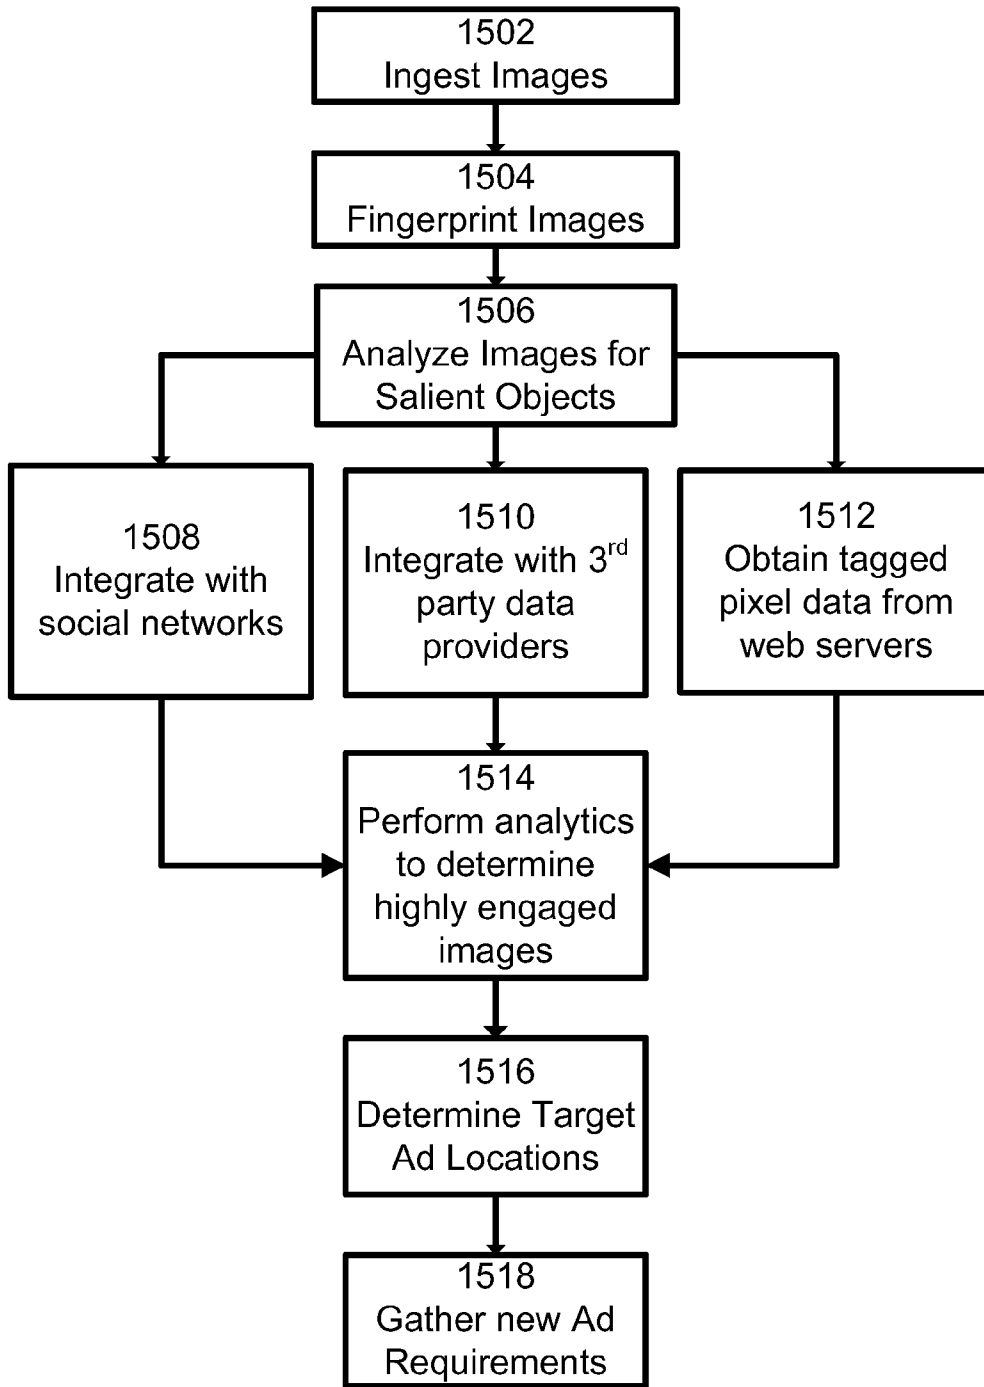 1502
Ingest Images
1504
Fingerprint Images
1506
Analyze Images for
Salient Objects
1508
Integrate with
social networks
1510
Integrate with 3rd
party data
providers
1512
Obtain tagged
pixel data from
web servers
1514
Perform analytics
to determine
highly engaged
images
1516
Determine Target
Ad Locations
1518
Gather new Ad
Requirements